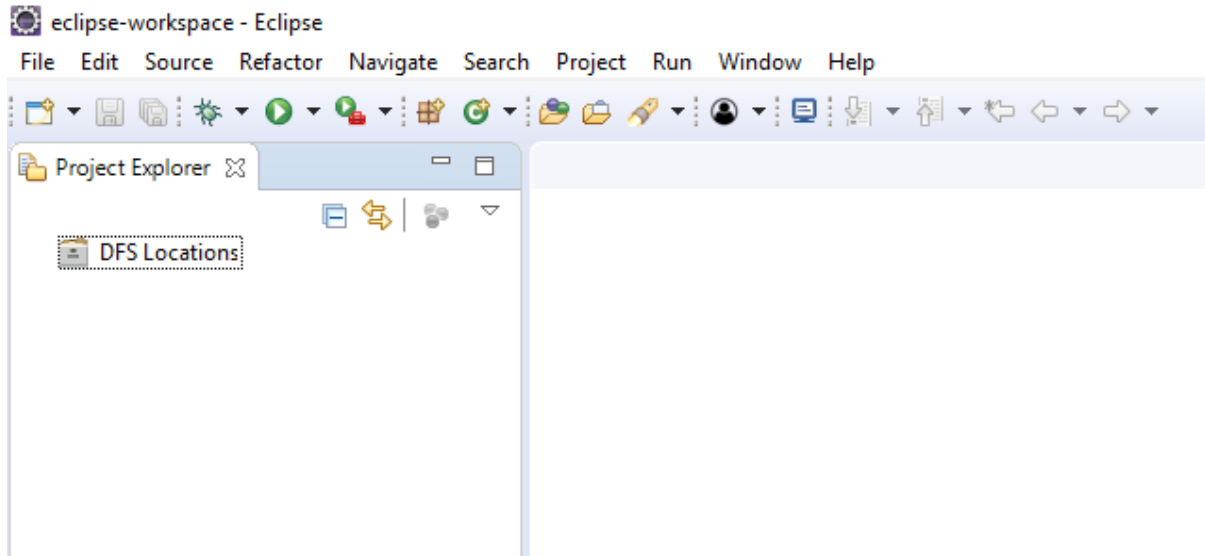 eclipse-workspace - Eclipse
File Edit Source Refactor Navigate Search Project Run Window Help
Project Explorer
DFS Locations